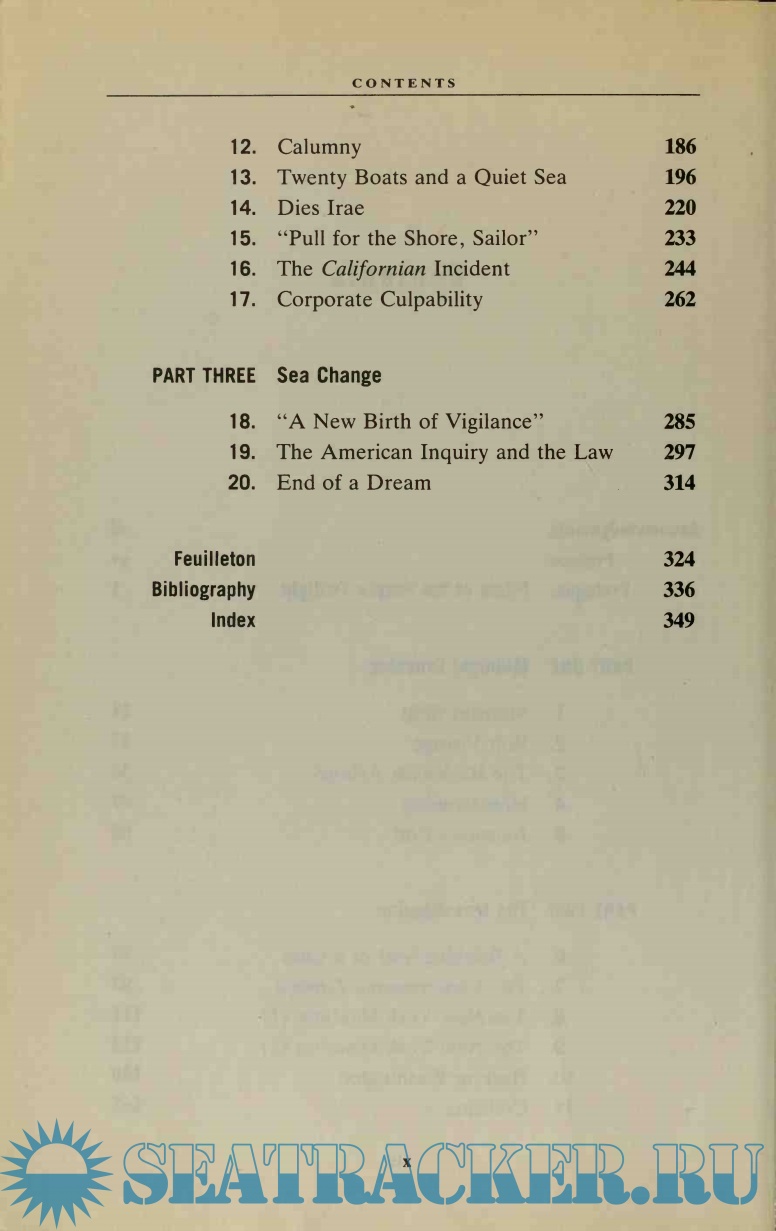 CONTENTS
12. Calumny 186
13. Twenty Boats and a Quiet Sea 196
14. Dies Irae 220
15. “Pull for the Shore, Sailor” 233
16. The Californian Incident 244
17. Corporate Culpability 262
PART THREE Sea Change
18. “A New Birth of Vigilance” 285
19. The American Inquiry and the Law 297
20. End of a Dream 314
Feuilleton 324
Bibliography 336
Index 349
x
SEATRACKER.RU